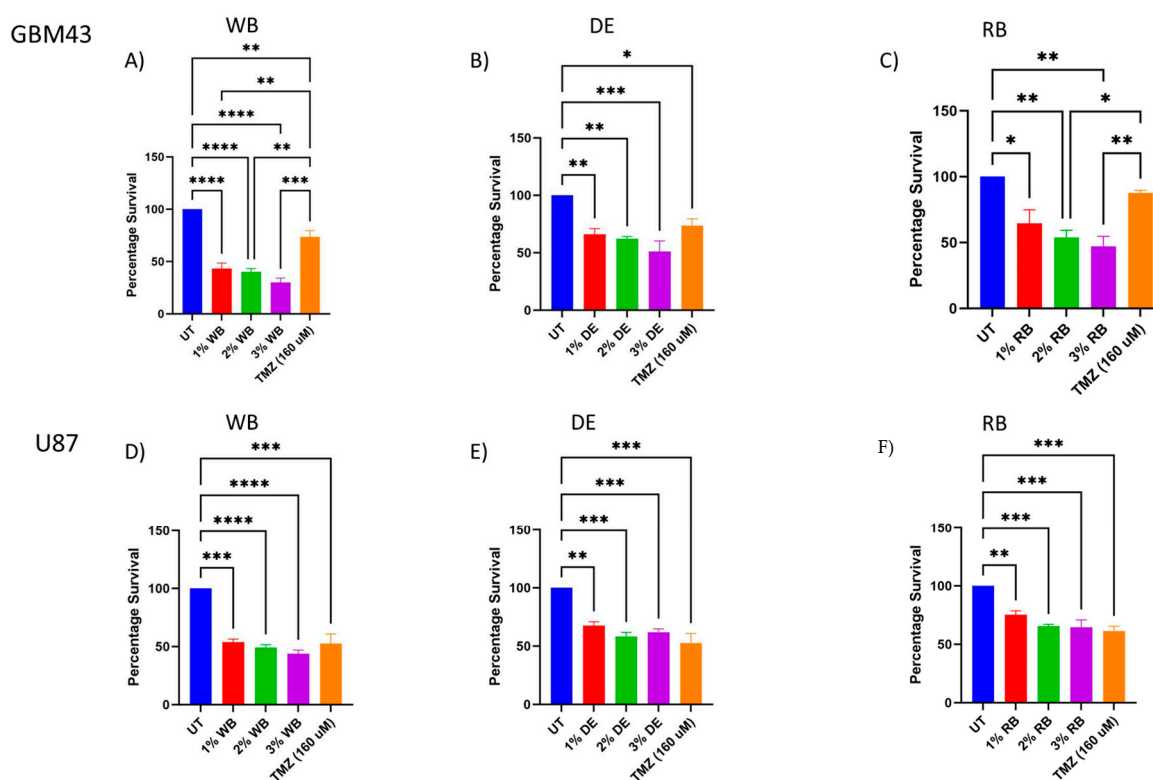 GBM43
WB
DE
RB
A)
B)
C)
**
**
****
****
**
****
***
*
***
**
**
**
**
*
*
**
Percentage Survival
150
100
50
0
UT
1% WB
2% WB
3% WB
TMZ (160 uM)
Percentage Survival
150
100
50
0
UT
1% DE
2% DE
3% DE
TMZ (160 uM)
Percentage Survival
150
100
50
0
UT
1% RB
2% RB
3% RB
TMZ (160 uM)
U87
WB
DE
RB
D)
E)
F)
***
****
****
***
***
***
***
**
***
***
***
**
Percentage Survival
150
100
50
0
UT
1% WB
2% WB
3% WB
TMZ (160 uM)
Percentage Survival
150
100
50
0
UT
1% DE
2% DE
3% DE
TMZ (160 uM)
Percentage Survival
150
100
50
0
UT
1% RB
2% RB
3% RB
TMZ (160 uM)